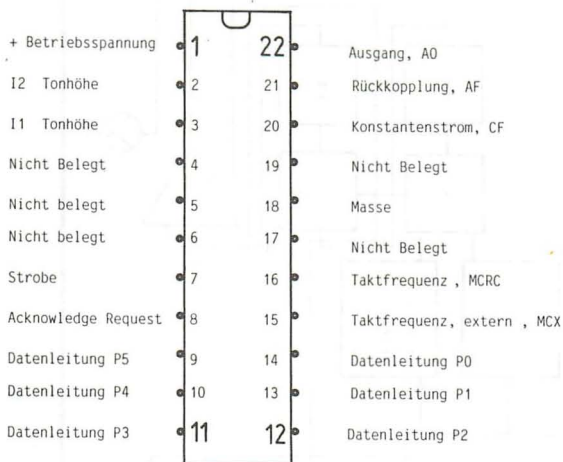 + Betriebsspannung 1 22 Ausgang, AO
I2 Tonhöhe 2 21 Rückkopplung, AF
I1 Tonhöhe 3 20 Konstantenstrom, CF
Nicht Belegt 4 19 Nicht Belegt
Nicht belegt 5 18 Masse
Nicht belegt 6 17 Nicht Belegt
Strobe 7 16 Taktfrequenz , MCRC
Acknowledge Request 8 15 Taktfrequenz, extern , MCX
Datenleitung P5 9 14 Datenleitung P0
Datenleitung P4 10 13 Datenleitung P1
Datenleitung P3 11 12 Datenleitung P2